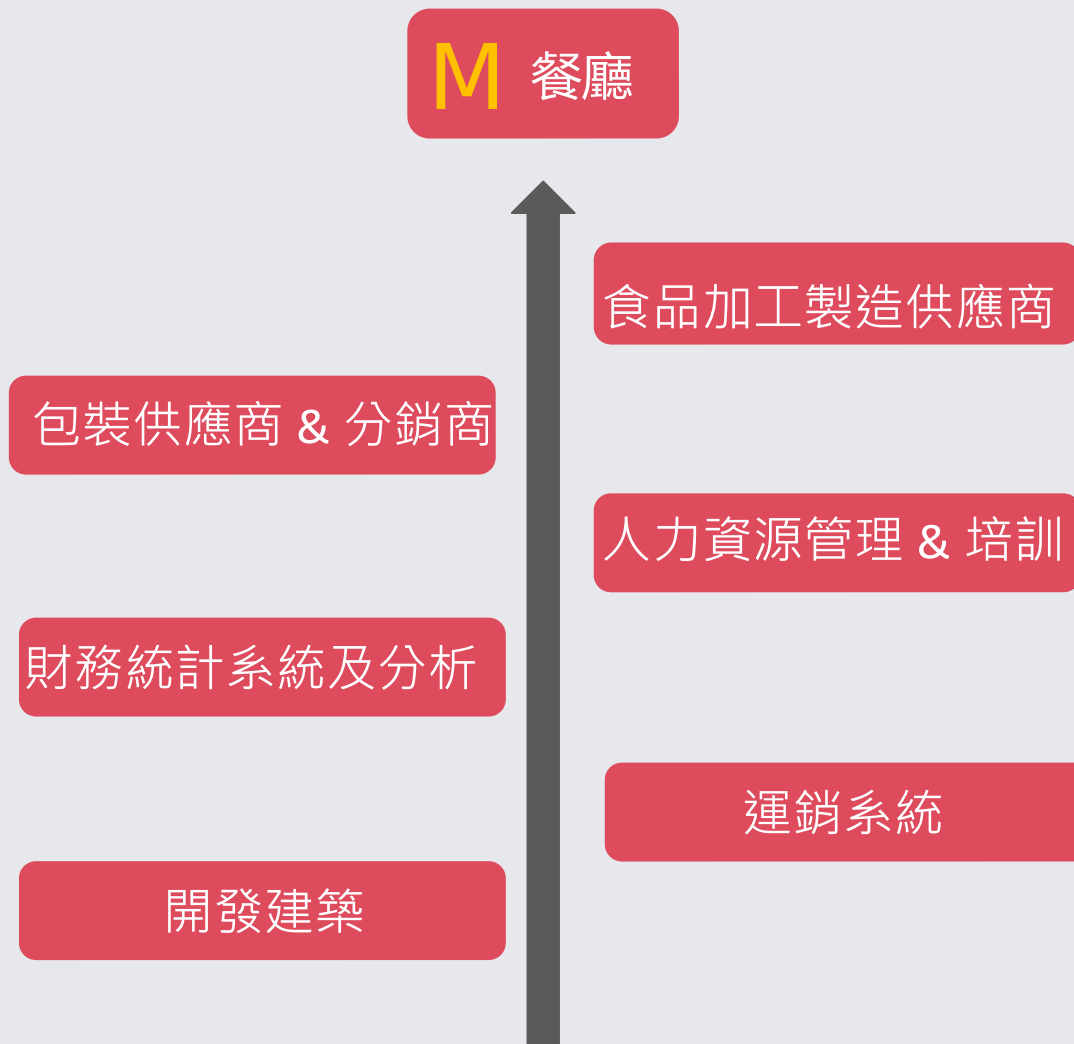 M 餐廳
食品加工製造供應商
包裝供應商 & 分銷商
人力資源管理 & 培訓
財務統計系統及分析
運銷系統
開發建築